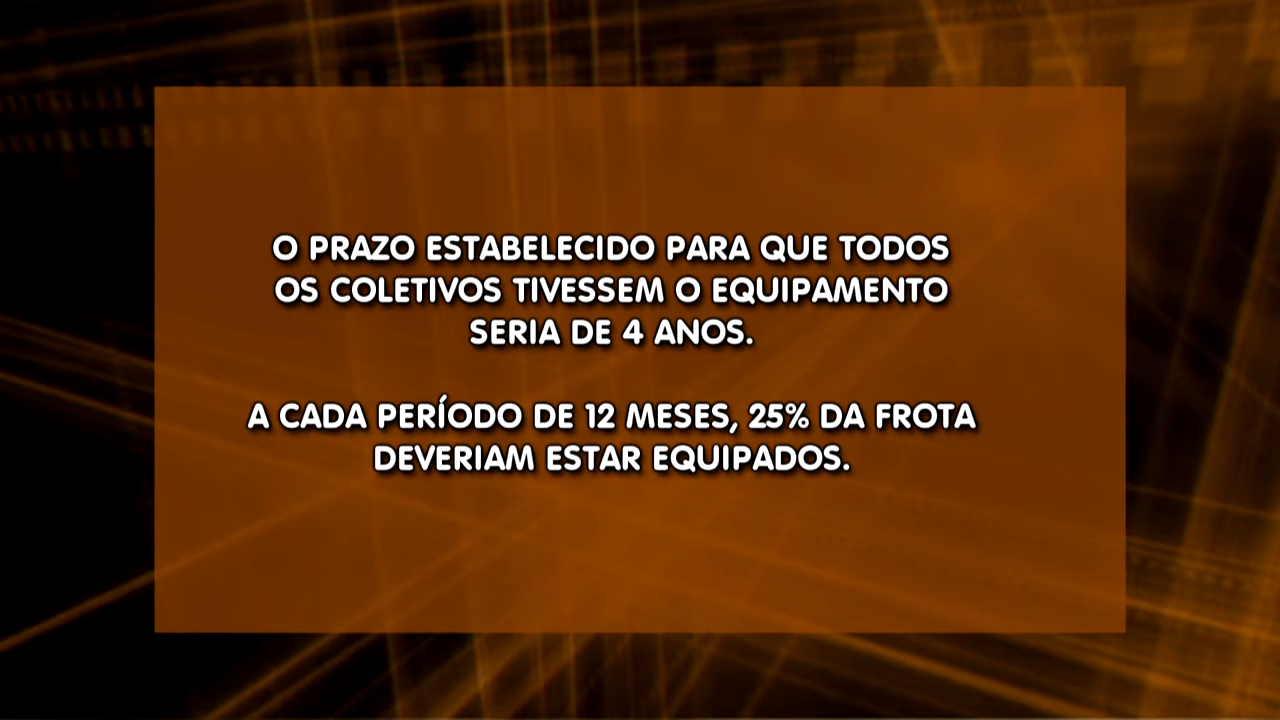 O PRAZO ESTABELECIDO PARA QUE TODOS
OS COLETIVOS TIVESSEM O EQUIPAMENTO
SERIA DE 4 ANOS.
A CADA PERÍODO DE 12 MESES, 25% DA FROTA
DEVERIAM ESTAR EQUIPADOS.